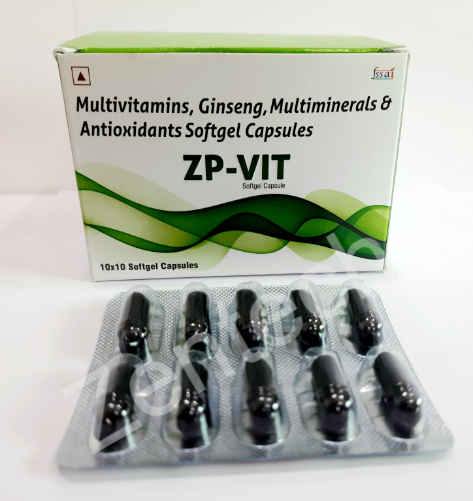 fssai
Multivitamins, Ginseng, Multiminerals &
Antioxidants Softgel Capsules
ZP-VIT
Softgel Capsule
10x10 Softgel Capsules